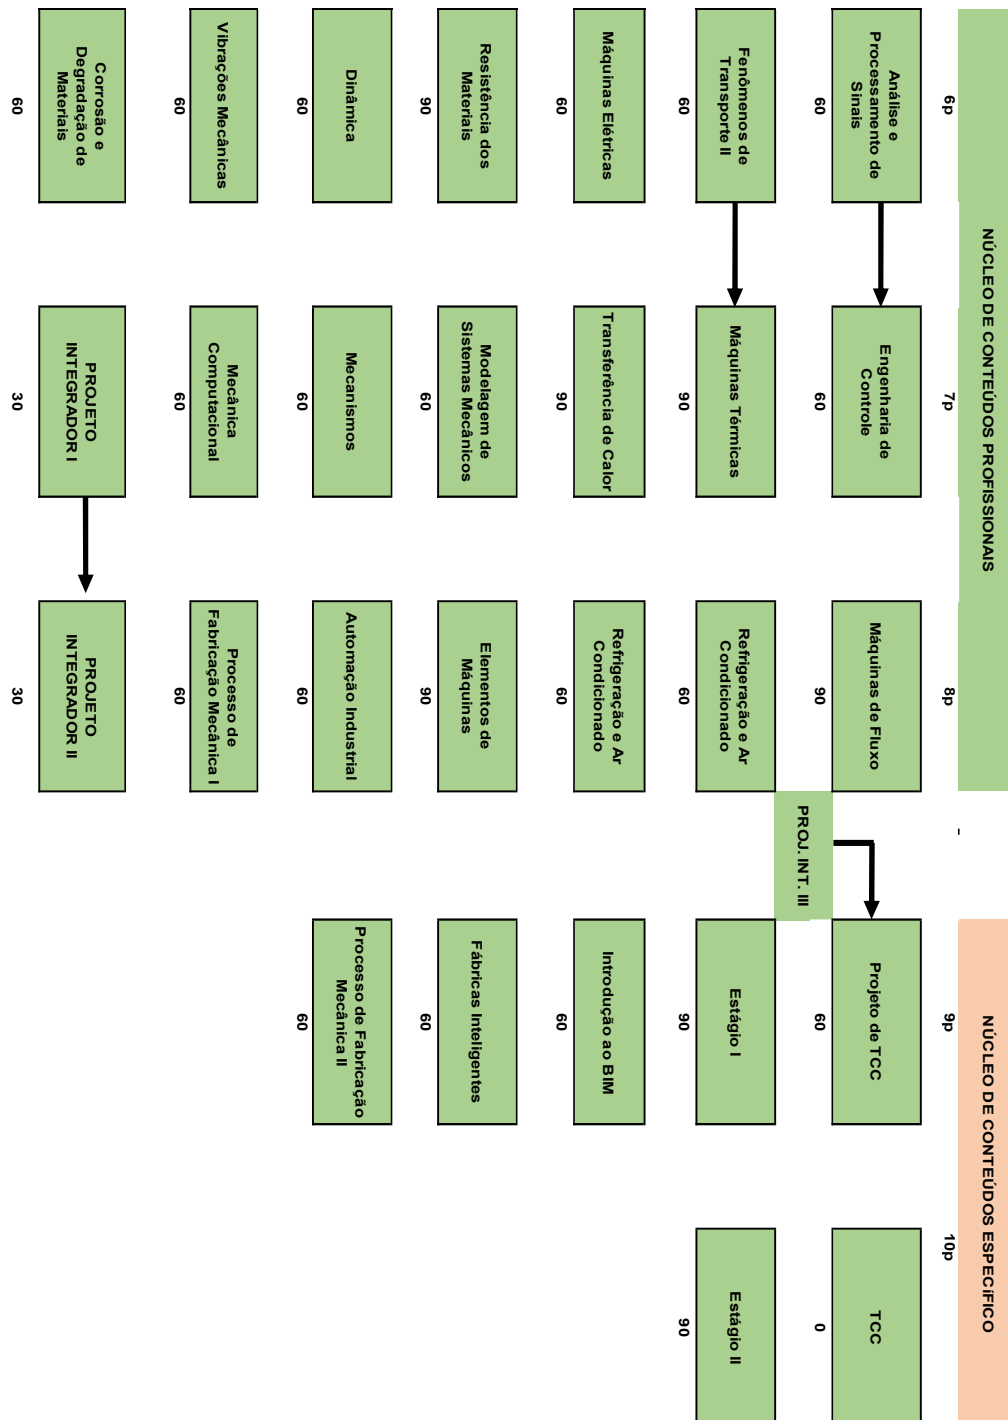 NÚCLEO DE CONTEÚDOS PROFISSIONAIS
NÚCLEO DE CONTEÚDOS ESPECÍFICO
6p
7p
8p
-
9p
10p
Análise e
Processamento de
Sinais
60
Engenharia de
Controle
60
Máquinas de Fluxo
90
Projeto de TCC
60
TCC
0
PROJ. INT. III
Fenômenos de
Transporte II
60
Máquinas Térmicas
90
Refrigeração e Ar
Condicionado
60
Estágio I
90
Estágio II
90
Máquinas Elétricas
60
Transferência de Calor
90
Refrigeração e Ar
Condicionado
60
Introdução ao BIM
60
Resistência dos
Materiais
90
Modelagem de
Sistemas Mecânicos
60
Elementos de
Máquinas
90
Fábricas Inteligentes
60
Dinâmica
60
Mecanismos
60
Automação Industrial
60
Processo de Fabricação
Mecânica II
60
Vibrações Mecânicas
60
Mecânica
Computacional
60
Processo de
Fabricação Mecânica I
60
Corrosão e
Degradação de
Materiais
60
PROJETO
INTEGRADOR I
30
PROJETO
INTEGRADOR II
30